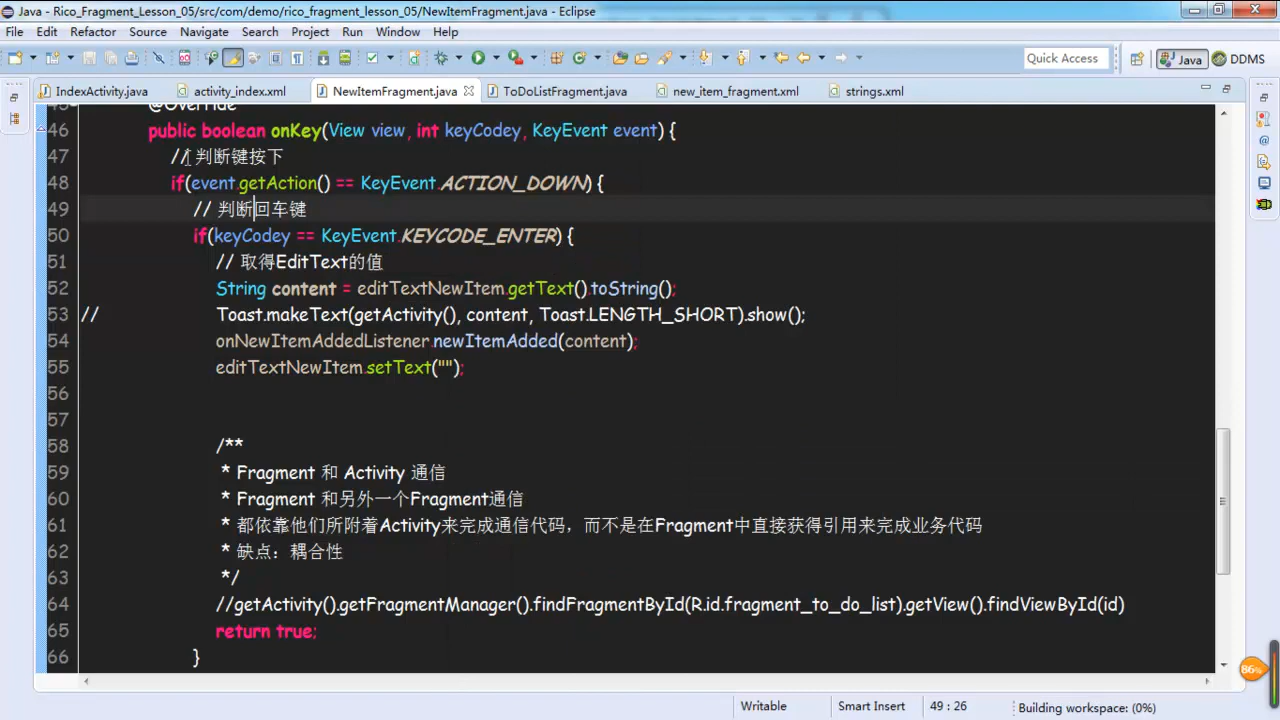 Java - Rico_Fragment_Lesson_05/src/com/demo/rico_fragment_lesson_05/NewItemFragment.java - Eclipse
File Edit Refactor Source Navigate Search Project Run Window Help
Quick Access Java DDMS
IndexActivity.java activity_index.xml NewItemFragment.java ToDoListFragment.java new_item_fragment.xml strings.xml
@Override
46 public boolean onKey(View view, int keyCodey, KeyEvent event) {
47 // 判断键按下
48 if(event.getAction() == KeyEvent.ACTION_DOWN) {
49 // 判断回车键
50 if(keyCodey == KeyEvent.KEYCODE_ENTER) {
51 // 取得EditText的值
52 String content = editTextNewItem.getText().toString();
53 // Toast.makeText(getActivity(), content, Toast.LENGTH_SHORT).show();
54 onNewItemAddedListener.newItemAdded(content);
55 editTextNewItem.setText("");
56
57
58 /**
59 * Fragment 和 Activity 通信
60 * Fragment 和另外一个Fragment通信
61 * 都依靠他们所附着Activity来完成通信代码，而不是在Fragment中直接获得引用来完成业务代码
62 * 缺点：耦合性
63 */
64 //getActivity().getFragmentManager().findFragmentById(R.id.fragment_to_do_list).getView().findViewById(id)
65 return true;
66 }
86%
Writable Smart Insert 49 : 26 Building workspace: (0%)